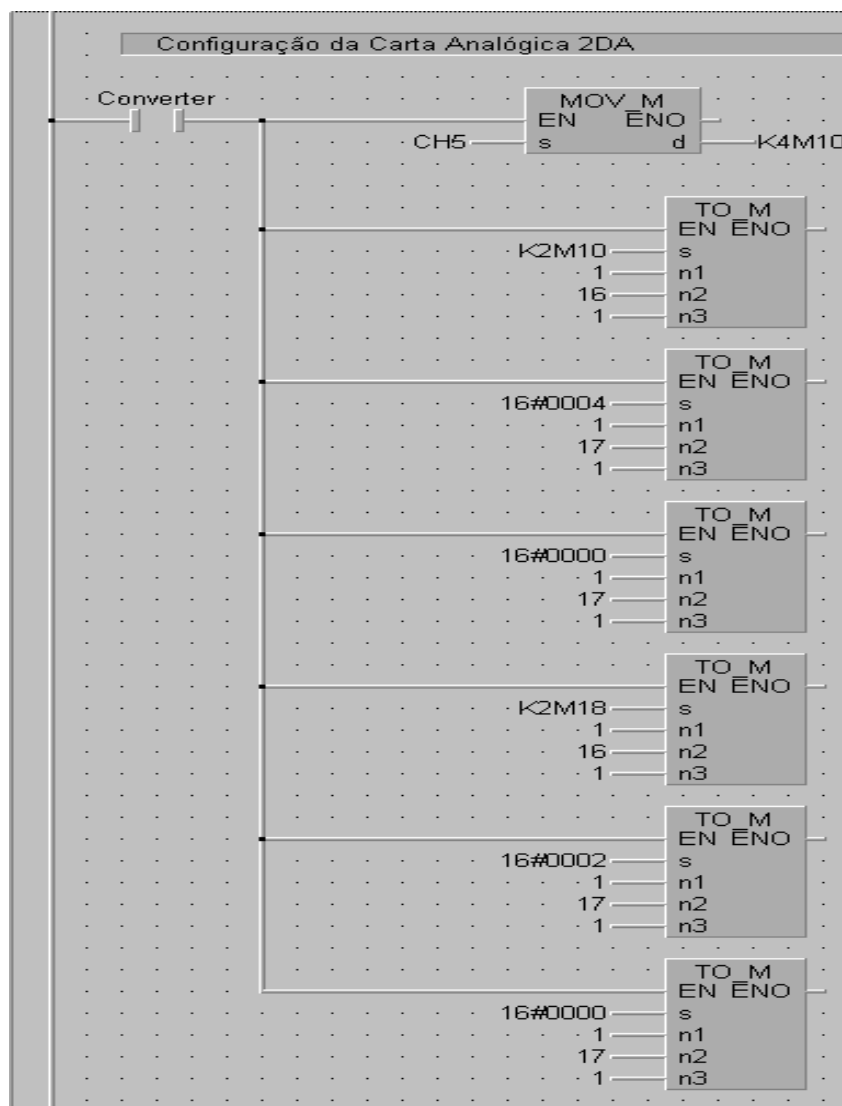 Configuração da Carta Analógica 2DA
Converter
MOV_M
EN ENO
CH5 s d K4M10
TO_M
EN ENO
K2M10 s
1 n1
16 n2
1 n3
TO_M
EN ENO
16#0004 s
1 n1
17 n2
1 n3
TO_M
EN ENO
16#0000 s
1 n1
17 n2
1 n3
TO_M
EN ENO
K2M18 s
1 n1
16 n2
1 n3
TO_M
EN ENO
16#0002 s
1 n1
17 n2
1 n3
TO_M
EN ENO
16#0000 s
1 n1
17 n2
1 n3